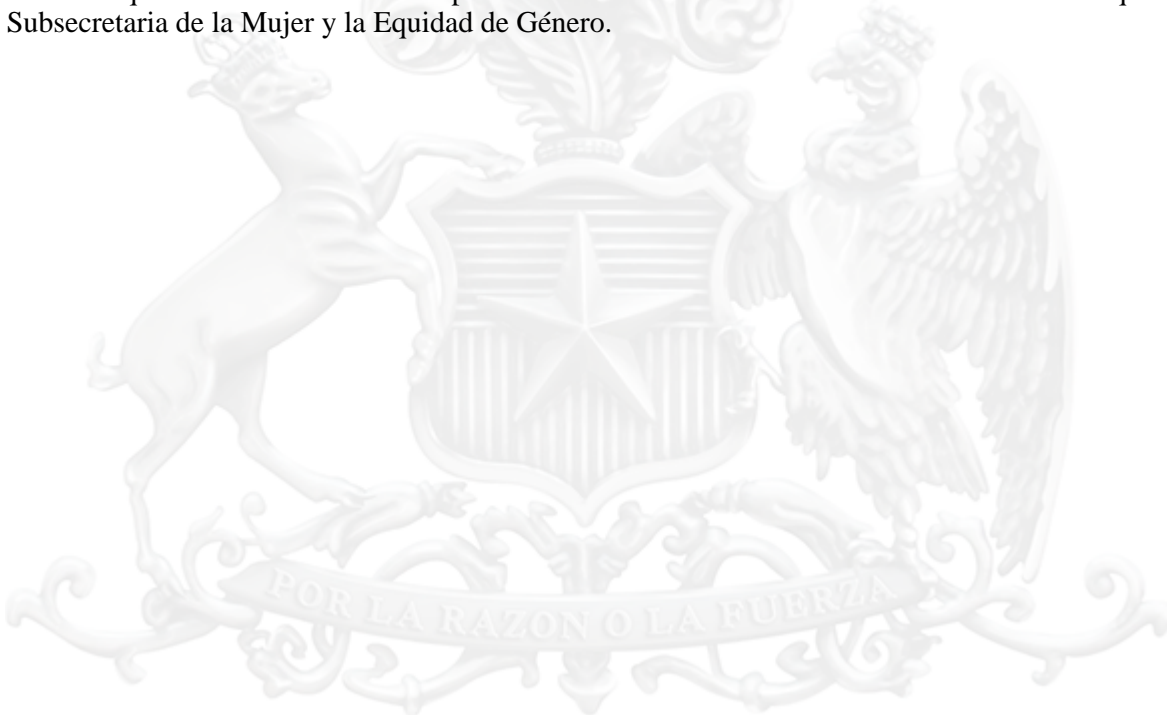 Subsecretaria de la Mujer y la Equidad de Género.
POR LA RAZON O LA FUERZA